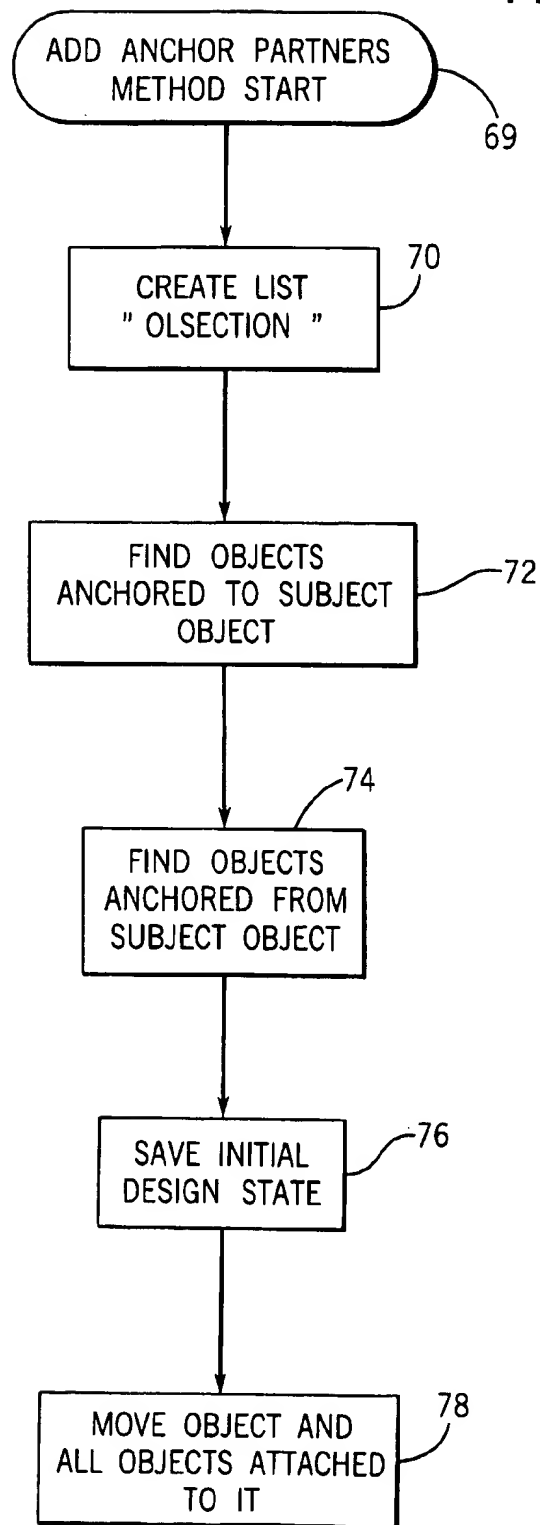 ADD ANCHOR PARTNERS
METHOD START
69
70
CREATE LIST
" OLSECTION "
FIND OBJECTS
ANCHORED TO SUBJECT
OBJECT
72
74
FIND OBJECTS
ANCHORED FROM
SUBJECT OBJECT
76
SAVE INITIAL
DESIGN STATE
78
MOVE OBJECT AND
ALL OBJECTS ATTACHED
TO IT